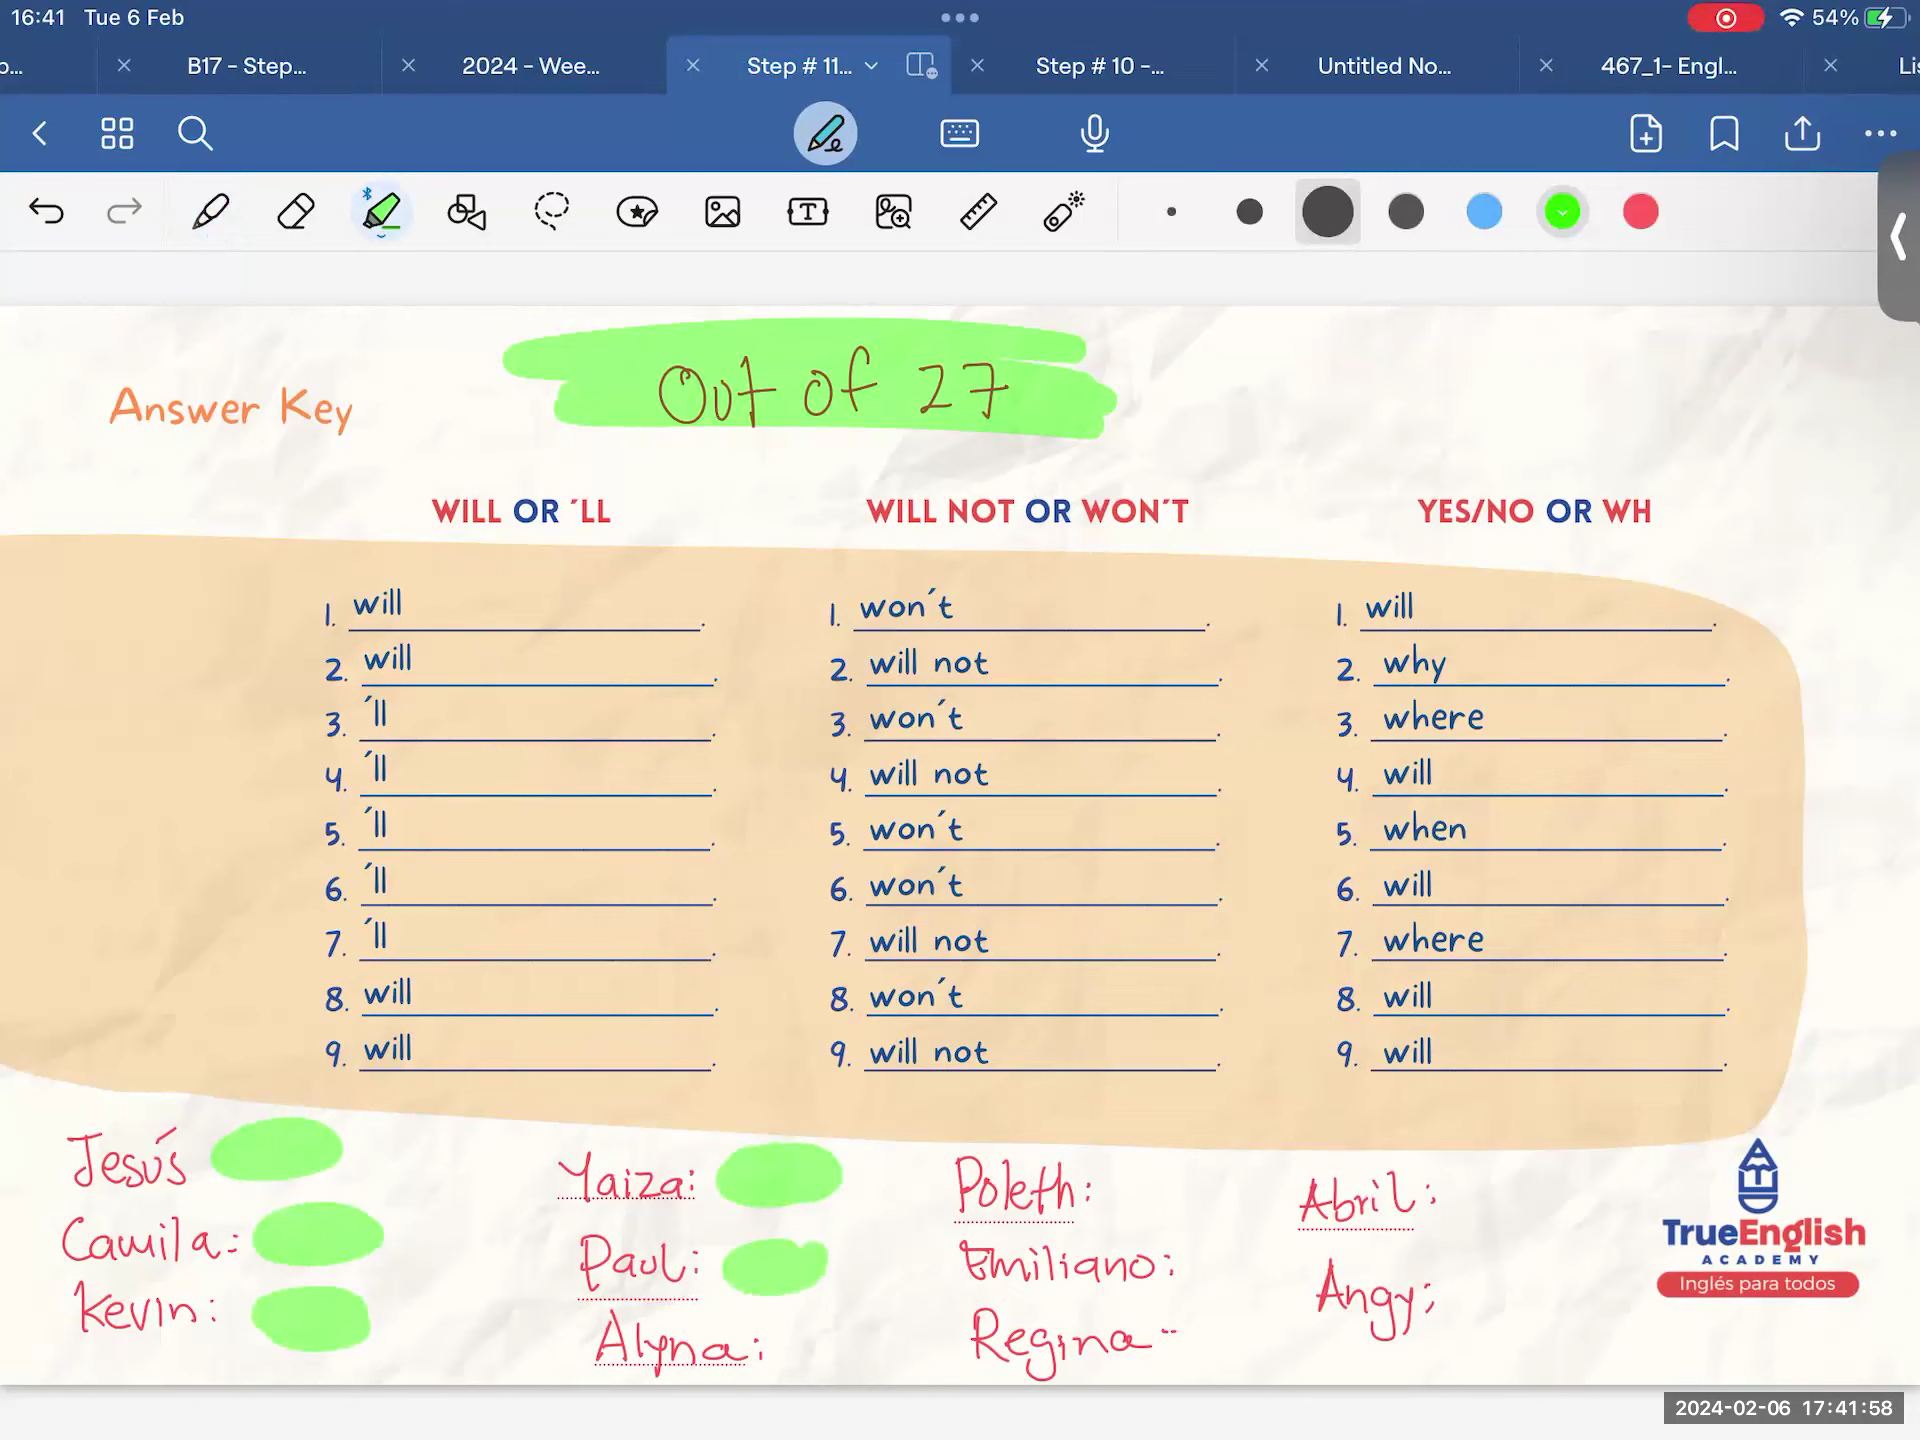 16:41 Tue 6 Feb
54%
B17 - Step...
2024 - Wee...
Step # 11...
Step # 10 -...
Untitled No...
467_1- Engl...
Answer Key
Out of 27
WILL OR ´LL
WILL NOT OR WON´T
YES/NO OR WH
1. will.
2. will.
3. ´ll.
4. ´ll.
5. ´ll.
6. ´ll.
7. ´ll.
8. will.
9. will.
1. won´t.
2. will not.
3. won´t.
4. will not.
5. won´t.
6. won´t.
7. will not.
8. won´t.
9. will not.
1. will.
2. why.
3. where.
4. will.
5. when.
6. will.
7. where.
8. will.
9. will.
Jesús
Camila:
Kevin:
Yaiza:
Paul:
Alyna:
Poleth:
Emiliano:
Regina:
Abril:
Angy:
TrueEnglish
ACADEMY
Inglés para todos
2024-02-06 17:41:58